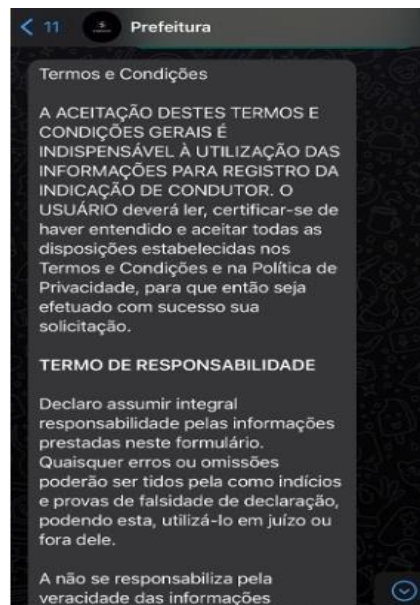 11 Prefeitura
Termos e Condições
A ACEITAÇÃO DESTES TERMOS E
CONDIÇÕES GERAIS É
INDISPENSÁVEL À UTILIZAÇÃO DAS
INFORMAÇÕES PARA REGISTRO DA
INDICAÇÃO DE CONDUTOR. O
USUÁRIO deverá ler, certificar-se de
haver entendido e aceitar todas as
disposições estabelecidas nos
Termos e Condições e na Política de
Privacidade, para que então seja
efetuado com sucesso sua
solicitação.
TERMO DE RESPONSABILIDADE
Declaro assumir integral
responsabilidade pelas informações
prestadas neste formulário.
Quaisquer erros ou omissões
poderão ser tidos pela como indícios
e provas de falsidade de declaração,
podendo esta, utilizá-lo em juízo ou
fora dele.
A não se responsabiliza pela
veracidade das informações